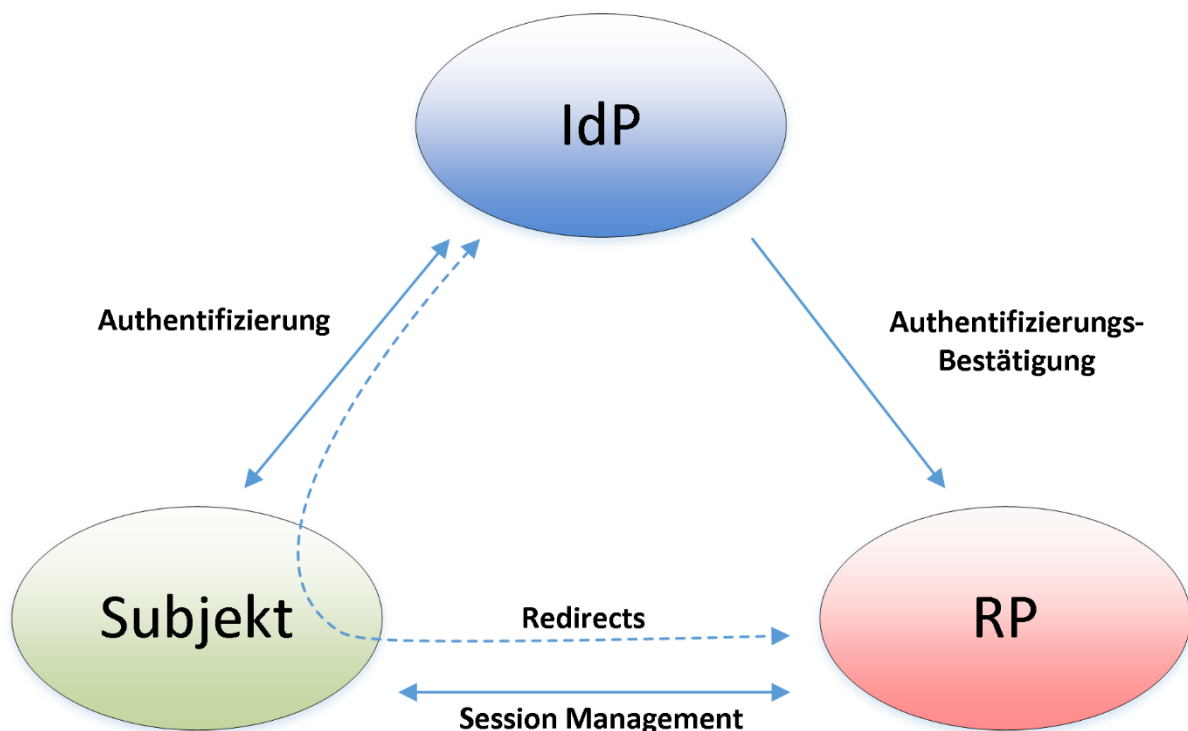 IdP
Authentifizierung
Authentifizierungs-
Bestätigung
Subjekt
Redirects
RP
Session Management